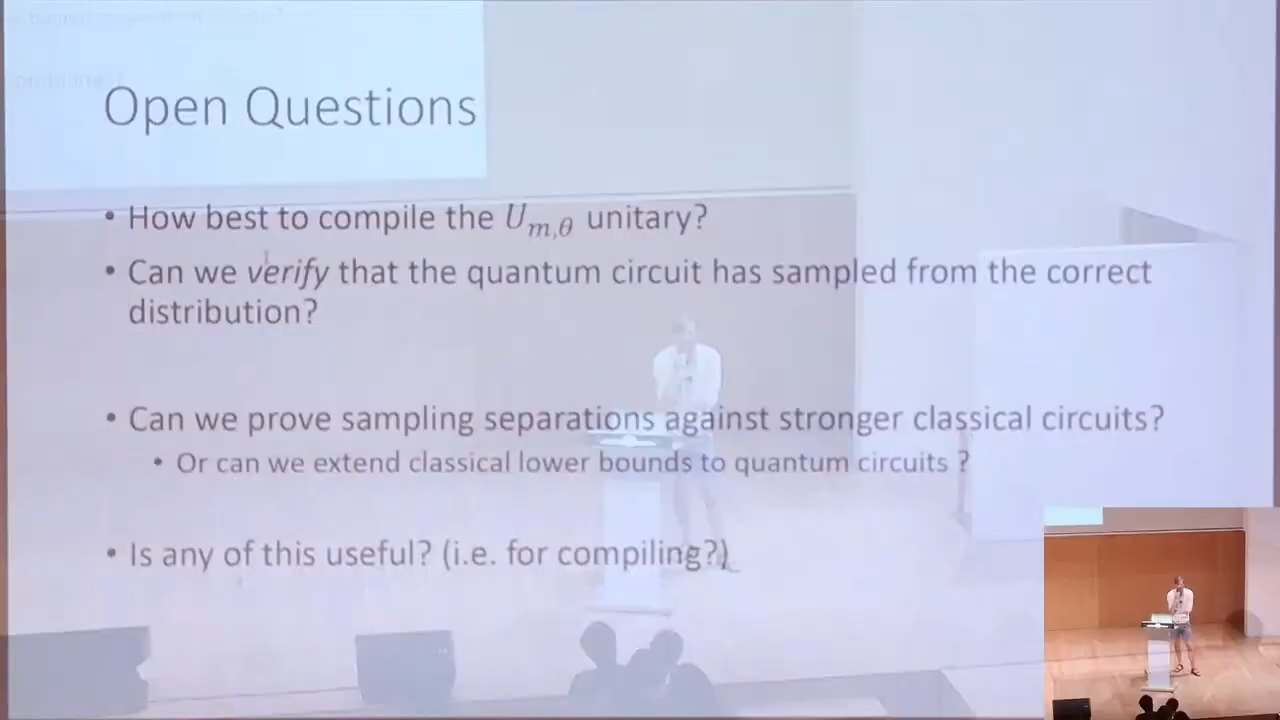 Open Questions
• How best to compile the U_{m,θ} unitary?
• Can we verify that the quantum circuit has sampled from the correct
distribution?
• Can we prove sampling separations against stronger classical circuits?
• Or can we extend classical lower bounds to quantum circuits ?
• Is any of this useful? (i.e. for compiling?)